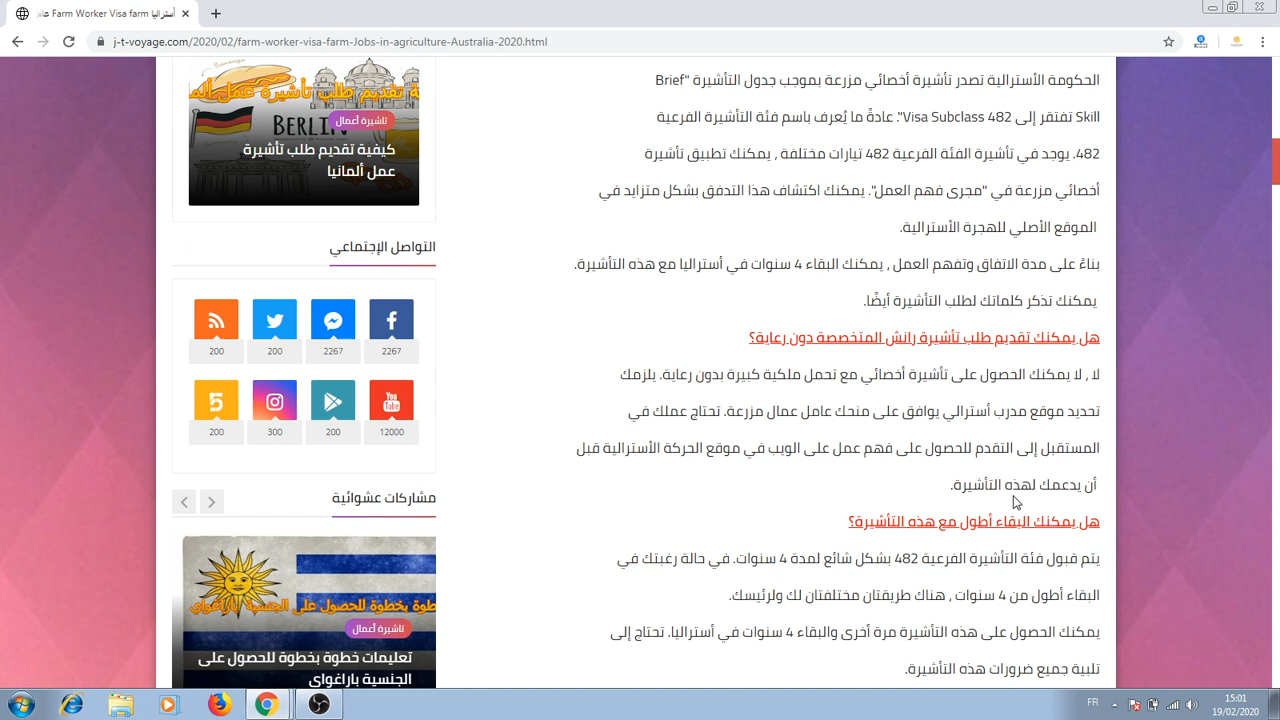 أستراليا Farm Worker Visa farm
j-t-voyage.com/2020/02/farm-worker-visa-farm-Jobs-in-agriculture-Australia-2020.html
الحكومة الأسترالية تصدر تأشيرة أخصائي مزرعة بموجب جدول التأشيرة "Brief
Skill تفتقر إلى Visa Subclass 482". عادةً ما يُعرف باسم فئة التأشيرة الفرعية
482. يوجد في تأشيرة الفئة الفرعية 482 تيارات مختلفة ، يمكنك تطبيق تأشيرة
أخصائي مزرعة في "مجرى فهم العمل". يمكنك اكتشاف هذا التدفق بشكل متزايد في
الموقع الأصلي للهجرة الأسترالية.
بناءً على مدة الاتفاق وتفهم العمل ، يمكنك البقاء 4 سنوات في أستراليا مع هذه التأشيرة.
يمكنك تذكر كلماتك لطلب التأشيرة أيضًا.
هل يمكنك تقديم طلب تأشيرة رانش المتخصصة دون رعاية؟
لا ، لا يمكنك الحصول على تأشيرة أخصائي مع تحمل ملكية كبيرة بدون رعاية. يلزمك
تحديد موقع مدرب أسترالي يوافق على منحك عامل عمال مزرعة. تحتاج عملك في
المستقبل إلى التقدم للحصول على فهم عمل على الويب في موقع الحركة الأسترالية قبل
أن يدعمك لهذه التأشيرة.
هل يمكنك البقاء أطول مع هذه التأشيرة؟
يتم قبول فئة التأشيرة الفرعية 482 بشكل شائع لمدة 4 سنوات. في حالة رغبتك في
البقاء أطول من 4 سنوات ، هناك طريقتان مختلفتان لك ولرئيسك.
يمكنك الحصول على هذه التأشيرة مرة أخرى والبقاء 4 سنوات في أستراليا. تحتاج إلى
تلبية جميع ضرورات هذه التأشيرة.
تقديم طلب تأشيرة عمل
BERLIN
تاشيرة أعمال
كيفية تقديم طلب تأشيرة
عمل ألمانيا
التواصل الإجتماعي
2267
2267
200
200
You Tube
12000
200
300
200
مشاركات عشوائية
بخطوة للحصول على الجنسية باراغواي
تاشيرة أعمال
تعليمات خطوة بخطوة للحصول على
الجنسية باراغواي
FR
15:01
19/02/2020